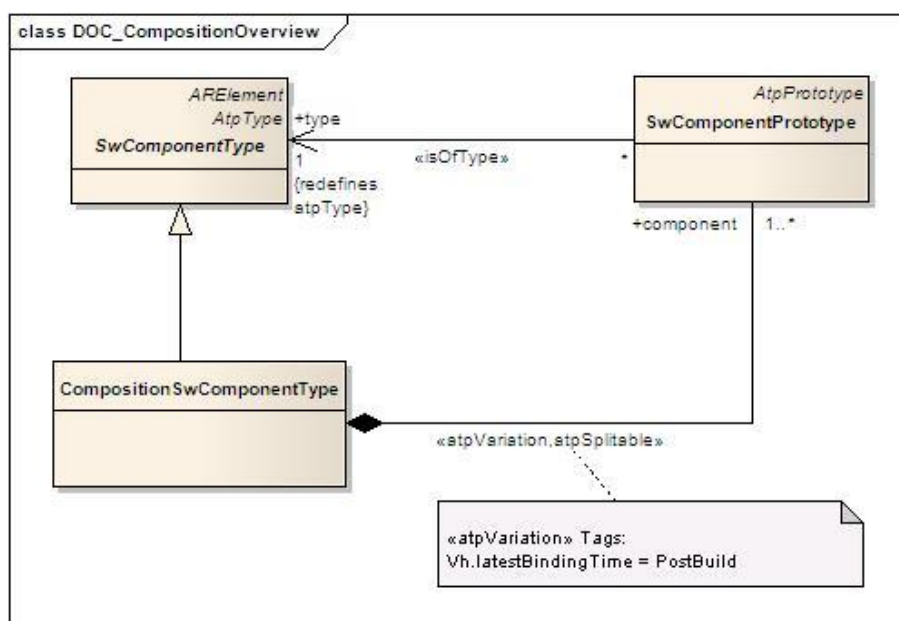 class DOC_CompositionOverview
ARElement
AtpType
SwComponentType
+type
1
{redefines
atpType}
«isOfType»
*
AtpPrototype
SwComponentPrototype
+component
1..*
CompositionSwComponentType
«atpVariation,atpSplitable»
«atpVariation» Tags:
Vh.latestBindingTime = PostBuild